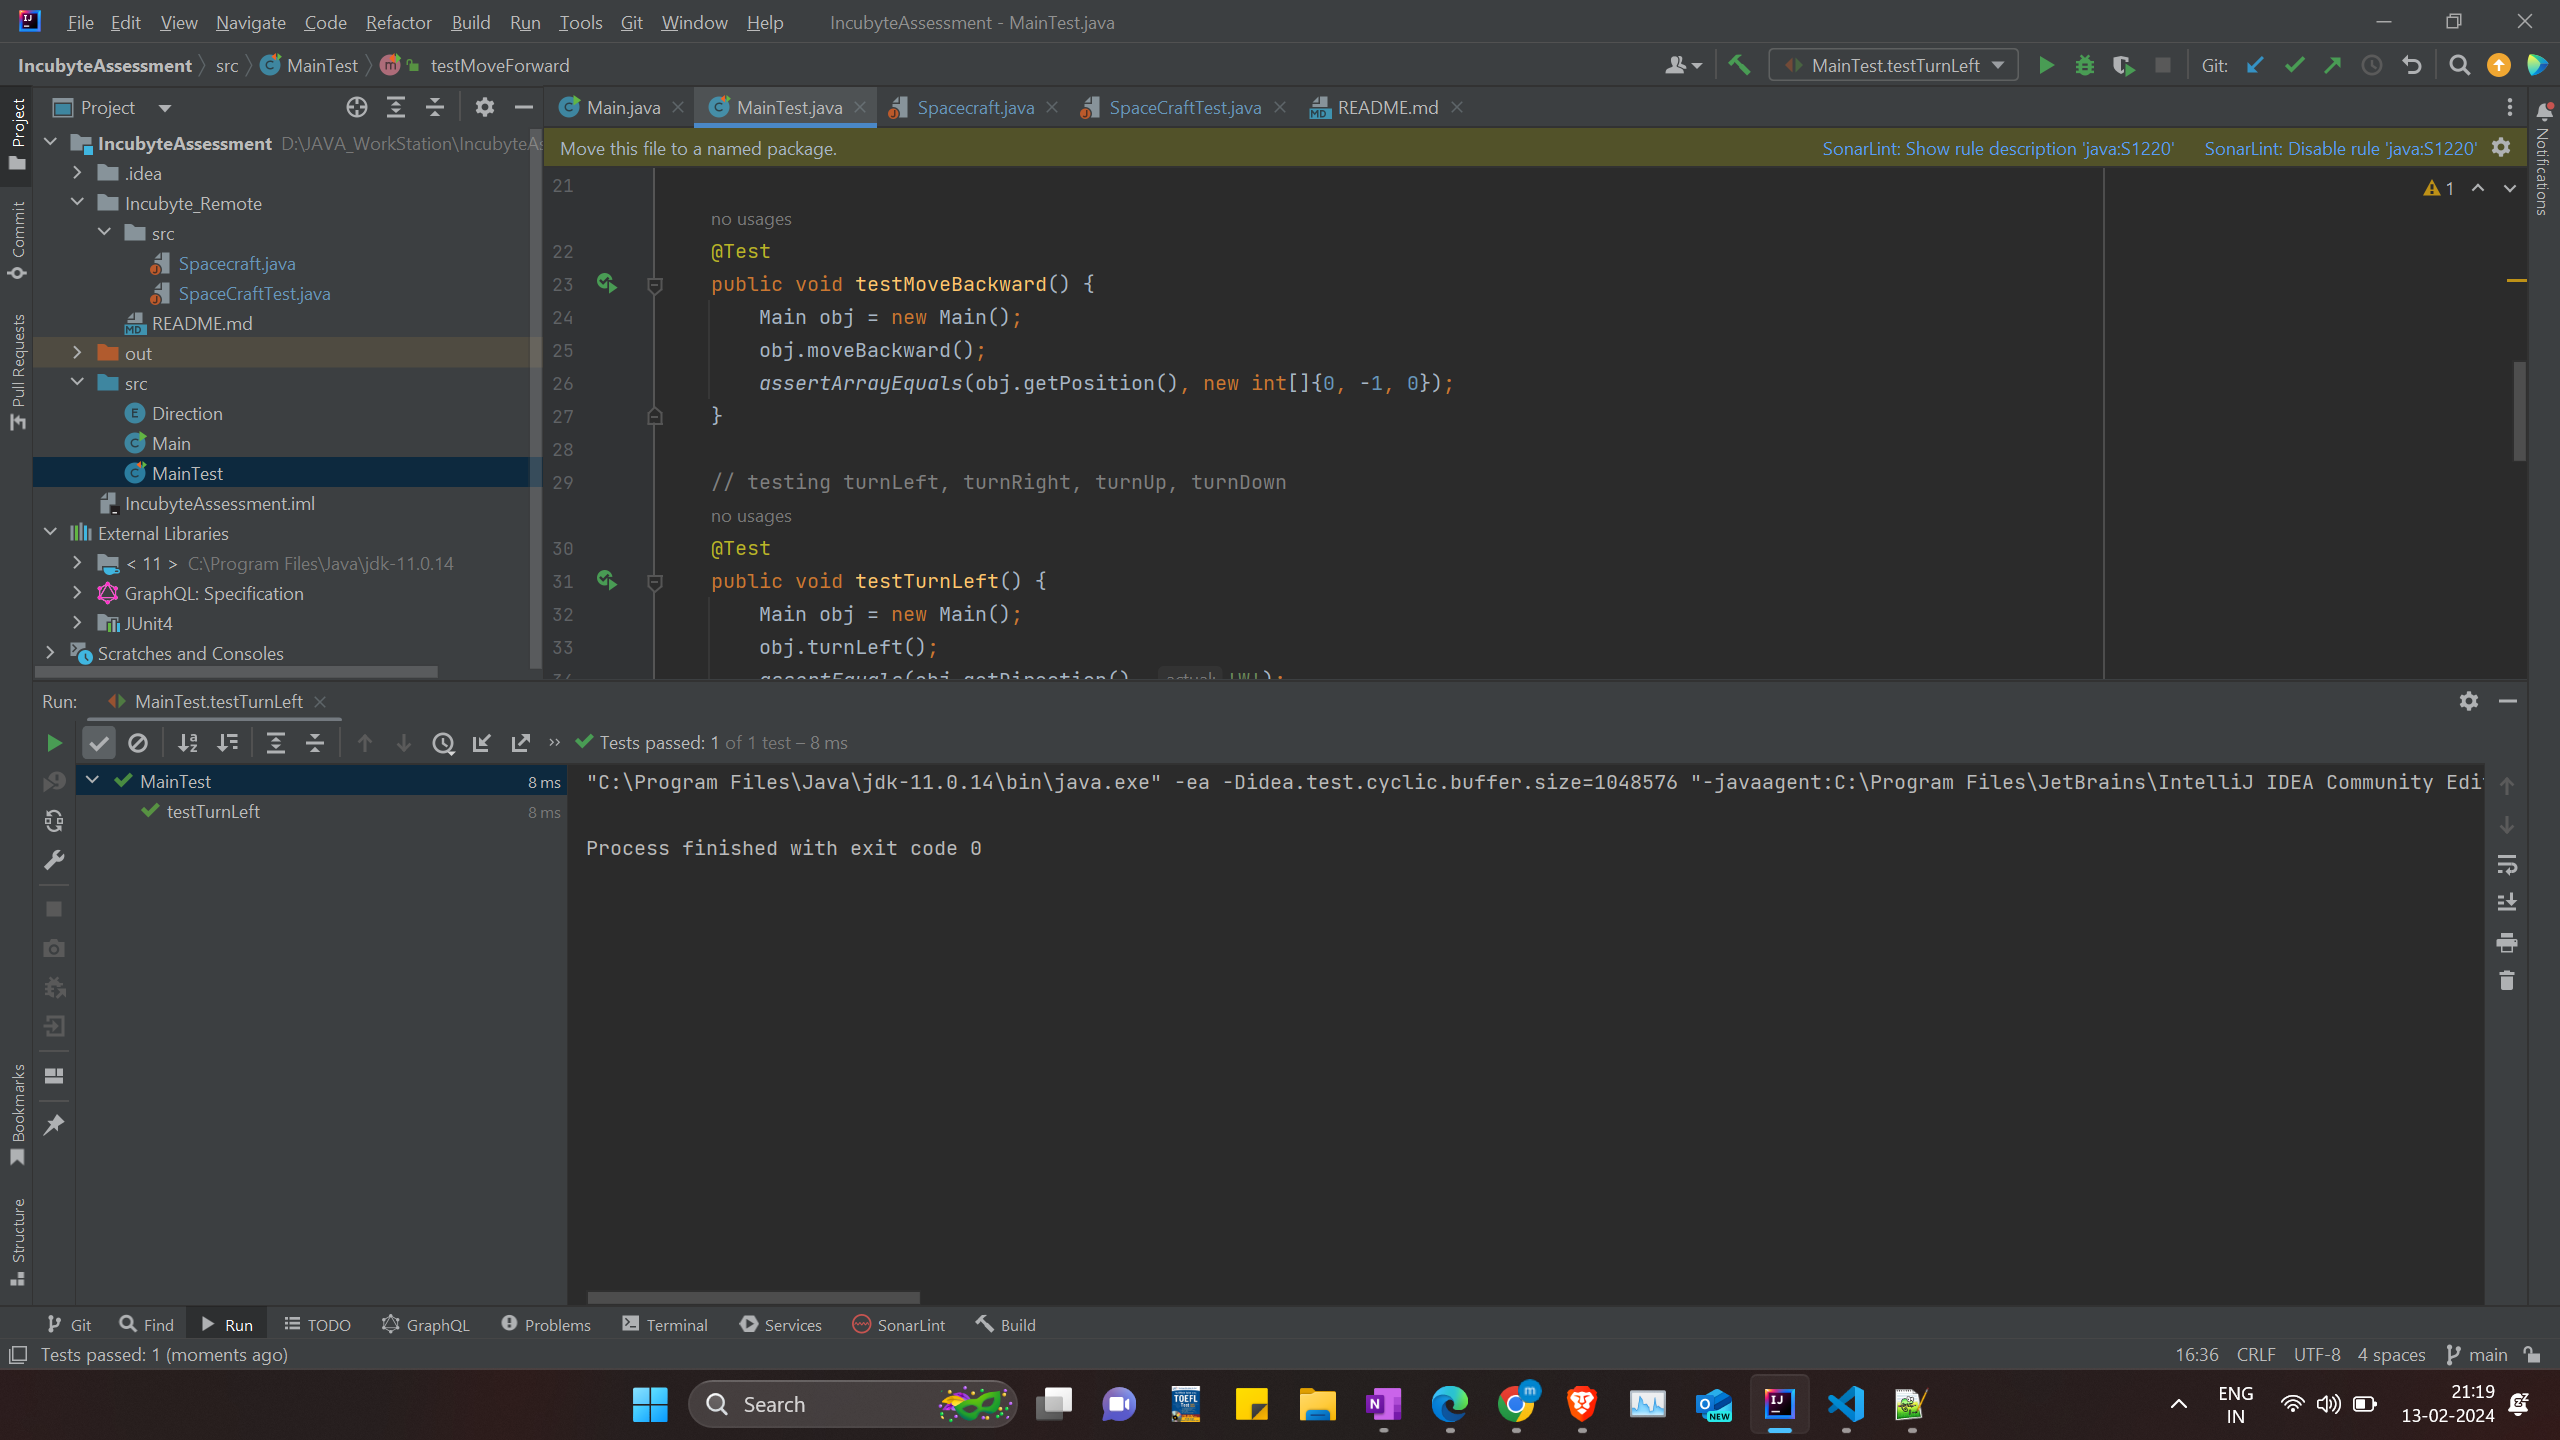 File Edit View Navigate Code Refactor Build Run Tools Git Window Help IncubyteAssessment - MainTest.java
IncubyteAssessment src MainTest testMoveForward MainTest.testTurnLeft Git:
Project
Main.java MainTest.java Spacecraft.java SpaceCraftTest.java README.md
Move this file to a named package. SonarLint: Show rule description 'java:S1220' SonarLint: Disable rule 'java:S1220'
Project
Commit
Pull Requests
Bookmarks
Structure
Notifications
IncubyteAssessment D:\JAVA_WorkStation\IncubyteAs
.idea
Incubyte_Remote
src
Spacecraft.java
SpaceCraftTest.java
README.md
out
src
Direction
Main
MainTest
IncubyteAssessment.iml
External Libraries
< 11 > C:\Program Files\Java\jdk-11.0.14
GraphQL: Specification
JUnit4
Scratches and Consoles
1
21
no usages
22 @Test
23 public void testMoveBackward() {
24 Main obj = new Main();
25 obj.moveBackward();
26 assertArrayEquals(obj.getPosition(), new int[]{0, -1, 0});
27 }
28
29 // testing turnLeft, turnRight, turnUp, turnDown
no usages
30 @Test
31 public void testTurnLeft() {
32 Main obj = new Main();
33 obj.turnLeft();
34 assertEquals(obj.getDirection(), actual: 'W');
Run: MainTest.testTurnLeft
Tests passed: 1 of 1 test – 8 ms
MainTest 8 ms
testTurnLeft 8 ms
"C:\Program Files\Java\jdk-11.0.14\bin\java.exe" -ea -Didea.test.cyclic.buffer.size=1048576 "-javaagent:C:\Program Files\JetBrains\IntelliJ IDEA Community Edi
Process finished with exit code 0
Git Find Run TODO GraphQL Problems Terminal Services SonarLint Build
Tests passed: 1 (moments ago) 16:36 CRLF UTF-8 4 spaces main
Search
TOEFL
NEW
ENG
IN
21:19
13-02-2024